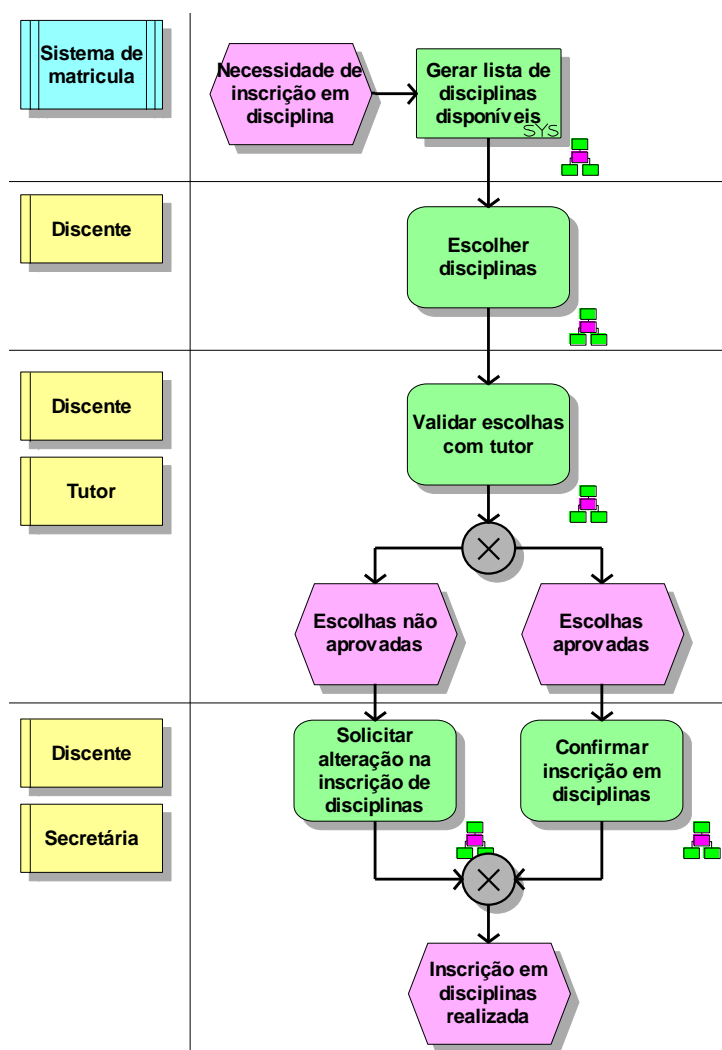 Sistema de
matricula
Necessidade de
inscrição em
disciplina
Gerar lista de
disciplinas
disponíveis
SYS
Discente
Escolher
disciplinas
Discente
Tutor
Validar escolhas
com tutor
Escolhas não
aprovadas
Escolhas
aprovadas
Discente
Secretária
Solicitar
alteração na
inscrição de
disciplinas
Confirmar
inscrição em
disciplinas
Inscrição em
disciplinas
realizada